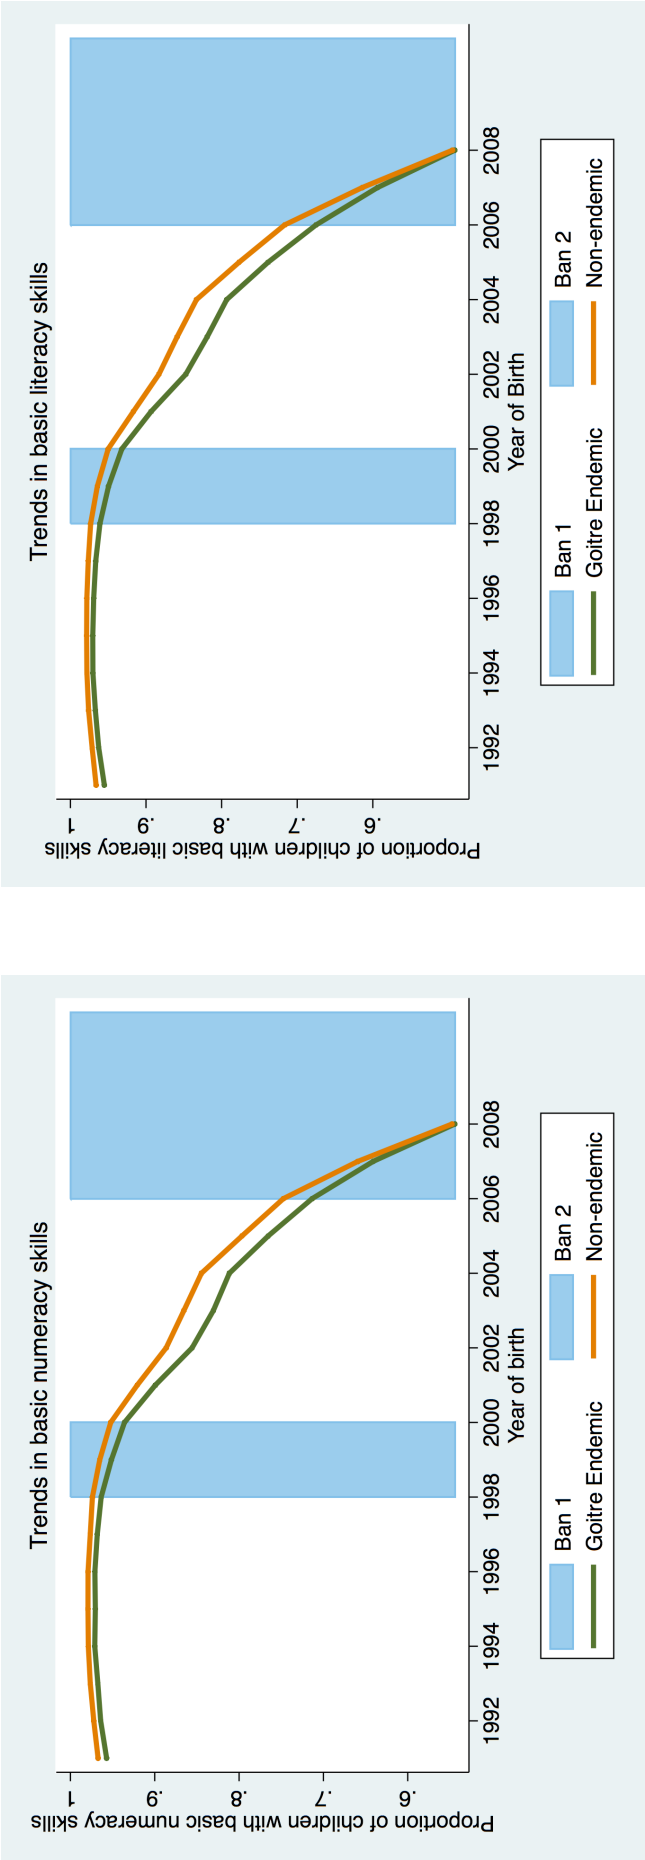 Trends in basic numeracy skills
Proportion of children with basic numeracy skills
1
.9
.8
.7
.6
1992
1994
1996
1998
2000
2002
2004
2006
2008
Year of birth
Ban 1
Ban 2
Goitre Endemic
Non-endemic
Trends in basic literacy skills
Proportion of children with basic literacy skills
1
.9
.8
.7
.6
1992
1994
1996
1998
2000
2002
2004
2006
2008
Year of Birth
Ban 1
Ban 2
Goitre Endemic
Non-endemic